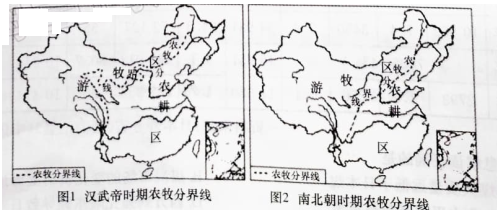 游 牧 区
农 牧 分 界 线
农 耕 区
农牧分界线
图1 汉武帝时期农牧分界线
游 牧 区
农 牧 分 界 线
农 耕 区
农牧分界线
图2 南北朝时期农牧分界线